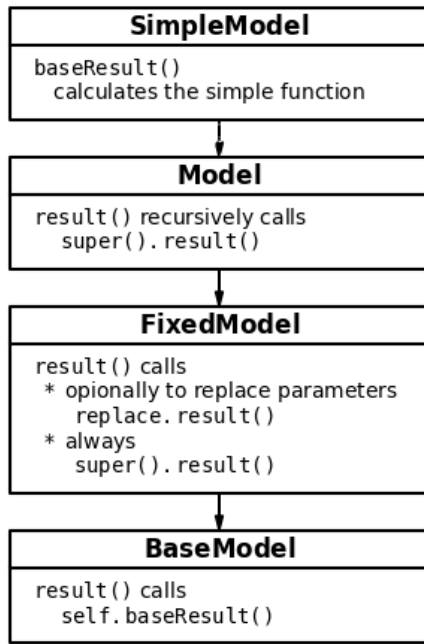 SimpleModel
baseResult()
calculates the simple function
Model
result() recursively calls
super().result()
FixedModel
result() calls
* opionally to replace parameters
replace.result()
* always
super().result()
BaseModel
result() calls
self.baseResult()